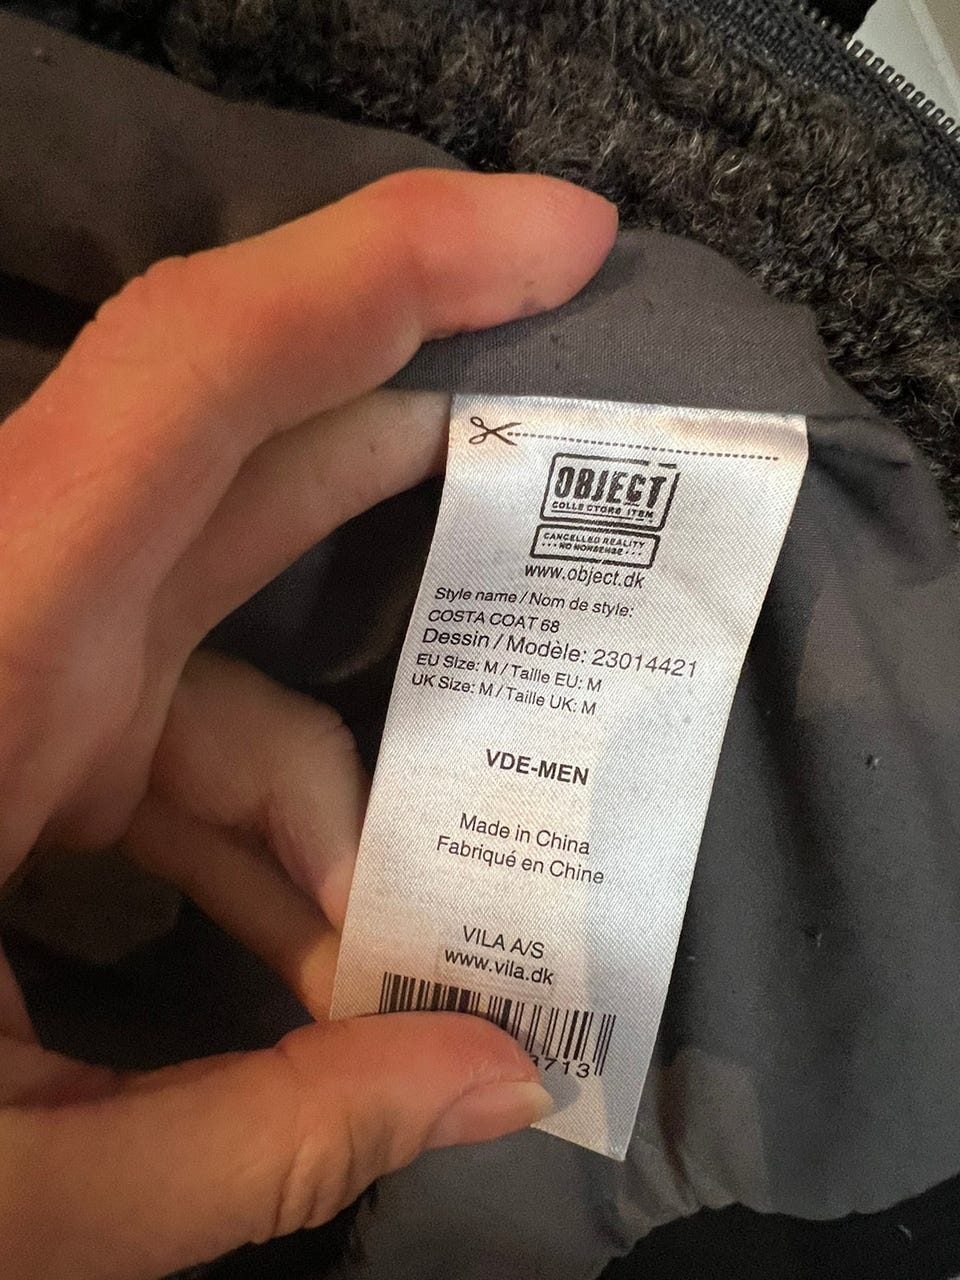 OBJECT
COLLECTORS ITEM
CANCELLED REALITY
• • • NO NONSENSE • • •
www.object.dk
Style name / Nom de style:
COSTA COAT 68
Dessin / Modèle: 23014421
EU Size: M / Taille EU: M
UK Size: M / Taille UK: M
VDE-MEN
Made in China
Fabriqué en Chine
VILA A/S
www.vila.dk
713